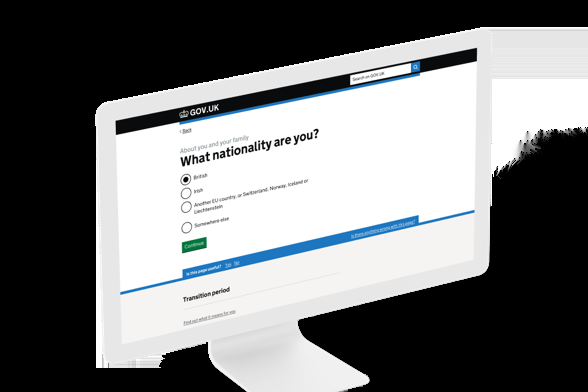 GOV.UK
Search on GOV.UK
Back
About you and your family
What nationality are you?
British
Irish
Another EU country, or Switzerland, Norway, Iceland or
Liechtenstein
Somewhere else
Continue
Is this page useful? Yes No
Is there anything wrong with this page?
Transition period
Find out what it means for you